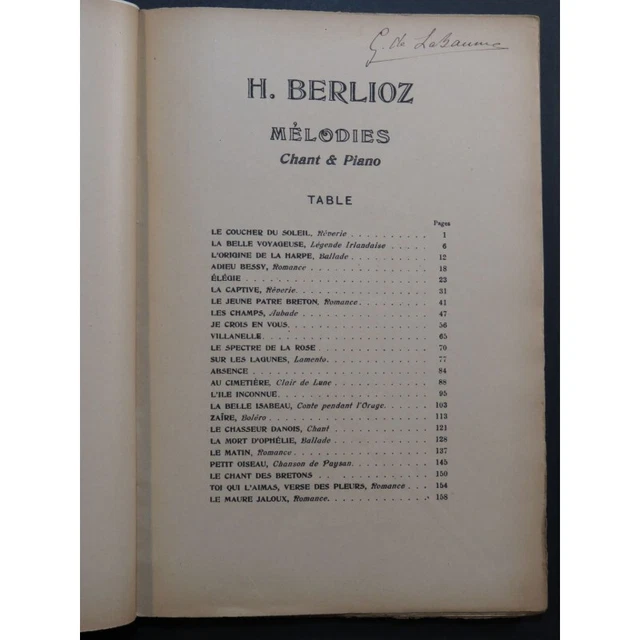 G. de LaBaume
H. BERLIOZ
MÉLODIES
Chant & Piano
TABLE
Pages
LE COUCHER DU SOLEIL, Rêverie . . . . . . . . . . . 1
LA BELLE VOYAGEUSE, Légende Irlandaise . . . . . 6
L'ORIGINE DE LA HARPE, Ballade . . . . . . . . . . 12
ADIEU BESSY, Romance . . . . . . . . . . . . . . . 18
ÉLÉGIE . . . . . . . . . . . . . . . . . . . . . . 23
LA CAPTIVE, Rêverie. . . . . . . . . . . . . . . . 31
LE JEUNE PATRE BRETON, Romance. . . . . . . . . . 41
LES CHAMPS, Aubade . . . . . . . . . . . . . . . . 47
JE CROIS EN VOUS. . . . . . . . . . . . . . . . . 56
VILLANELLE. . . . . . . . . . . . . . . . . . . . 65
LE SPECTRE DE LA ROSE . . . . . . . . . . . . . . 70
SUR LES LAGUNES, Lamento. . . . . . . . . . . . . 77
ABSENCE . . . . . . . . . . . . . . . . . . . . . 84
AU CIMETIÈRE, Clair de Lune . . . . . . . . . . . 88
L'ILE INCONNUE. . . . . . . . . . . . . . . . . . 95
LA BELLE ISABEAU, Conte pendant l'Orage. . . . . . 103
ZAÏRE, Boléro . . . . . . . . . . . . . . . . . . 113
LE CHASSEUR DANOIS, Chant . . . . . . . . . . . . 121
LA MORT D'OPHÉLIE, Ballade . . . . . . . . . . . . 128
LE MATIN, Romance . . . . . . . . . . . . . . . . 137
PETIT OISEAU, Chanson de Paysan. . . . . . . . . . 145
LE CHANT DES BRETONS . . . . . . . . . . . . . . . 150
TOI QUI L'AIMAS, VERSE DES PLEURS, Romance . . . 154
LE MAURE JALOUX, Romance. . . . . . . . . . . . . 158